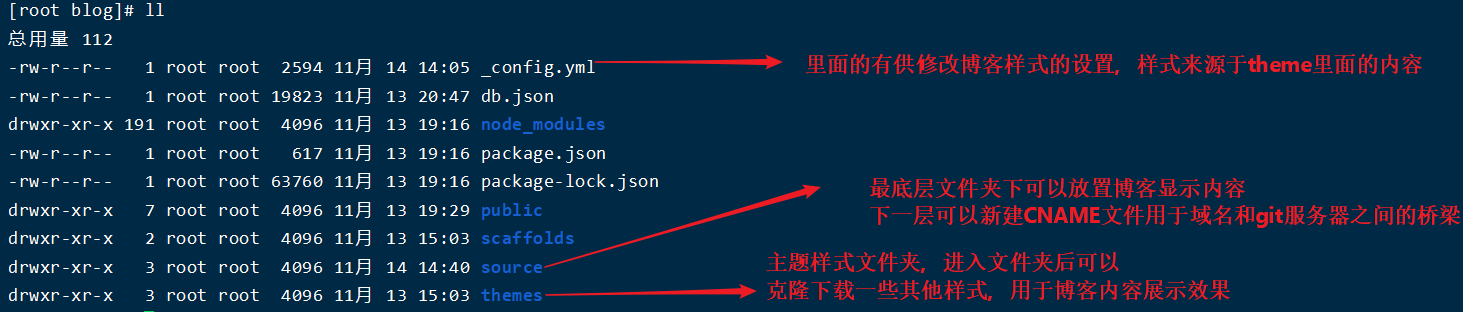 [root blog]# ll
总用量 112
-rw-r--r-- 1 root root 2594 11月 14 14:05 _config.yml
里面的有供修改博客样式的设置，样式来源于theme里面的内容
-rw-r--r-- 1 root root 19823 11月 13 20:47 db.json
drwxr-xr-x 191 root root 4096 11月 13 19:16 node_modules
-rw-r--r-- 1 root root 617 11月 13 19:16 package.json
-rw-r--r-- 1 root root 63760 11月 13 19:16 package-lock.json
drwxr-xr-x 7 root root 4096 11月 13 19:29 public
drwxr-xr-x 2 root root 4096 11月 13 15:03 scaffolds
drwxr-xr-x 3 root root 4096 11月 14 14:40 source
最底层文件夹下可以放置博客显示内容
下一层可以新建CNAME文件用于域名和git服务器之间的桥梁
drwxr-xr-x 3 root root 4096 11月 13 15:03 themes
主题样式文件夹，进入文件夹后可以
克隆下载一些其他样式，用于博客内容展示效果